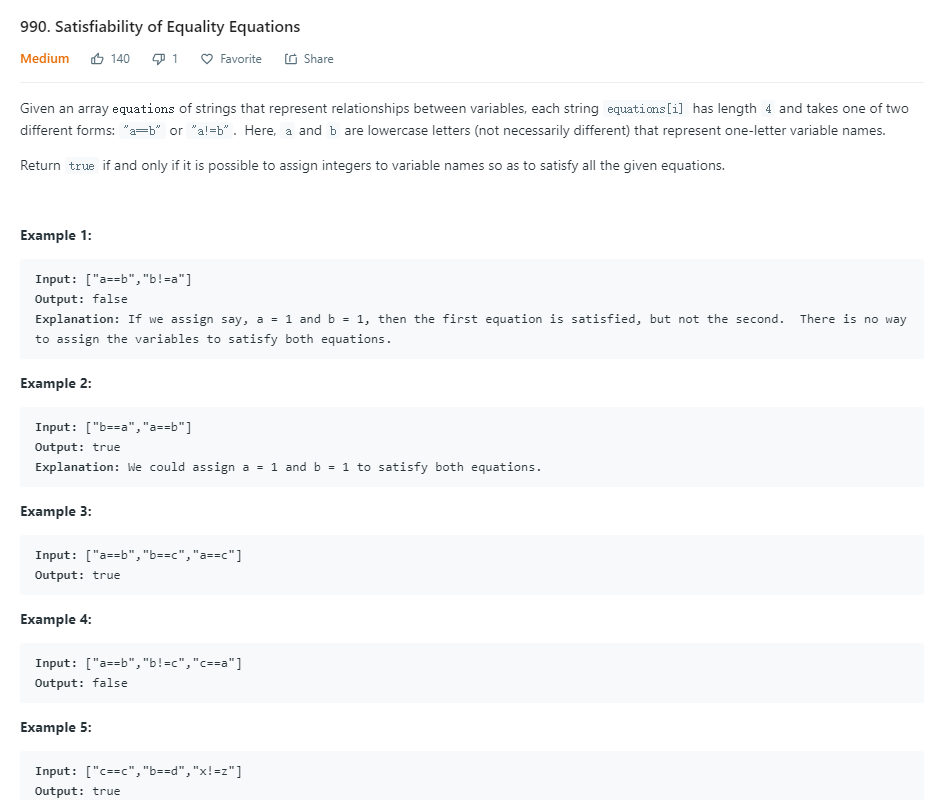 990. Satisfiability of Equality Equations
Medium 140 1 Favorite Share
Given an array equations of strings that represent relationships between variables, each string equations[i] has length 4 and takes one of two
different forms: "a==b" or "a!=b". Here, a and b are lowercase letters (not necessarily different) that represent one-letter variable names.
Return true if and only if it is possible to assign integers to variable names so as to satisfy all the given equations.
Example 1:
Input: ["a==b","b!=a"]
Output: false
Explanation: If we assign say, a = 1 and b = 1, then the first equation is satisfied, but not the second.  There is no way
to assign the variables to satisfy both equations.
Example 2:
Input: ["b==a","a==b"]
Output: true
Explanation: We could assign a = 1 and b = 1 to satisfy both equations.
Example 3:
Input: ["a==b","b==c","a==c"]
Output: true
Example 4:
Input: ["a==b","b!=c","c==a"]
Output: false
Example 5:
Input: ["c==c","b==d","x!=z"]
Output: true